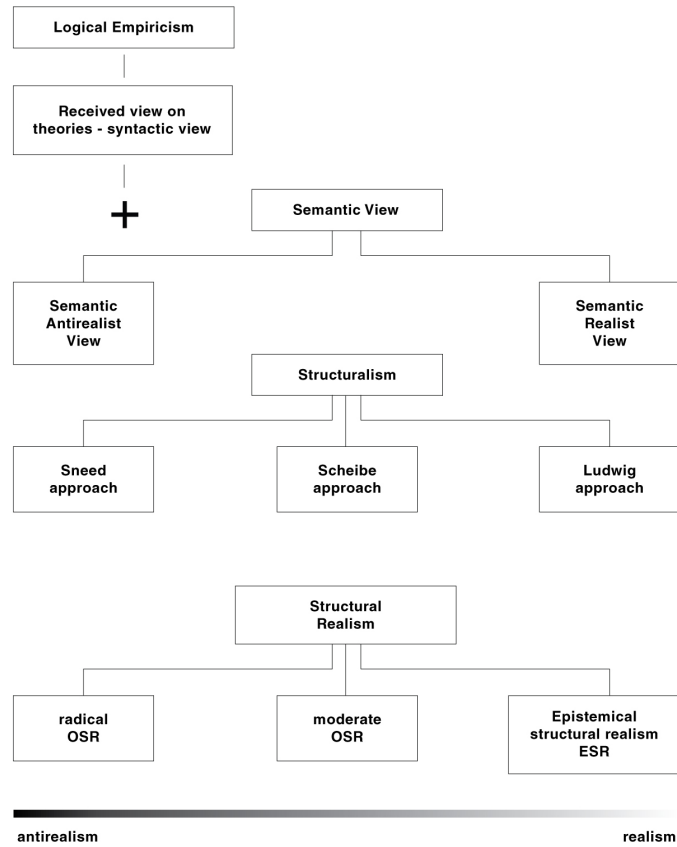 Logical Empiricism
Received view on
theories - syntactic view
+
Semantic View
Semantic
Antirealist
View
Semantic
Realist
View
Structuralism
Sneed
approach
Scheibe
approach
Ludwig
approach
Structural
Realism
radical
OSR
moderate
OSR
Epistemical
structural realism
ESR
antirealism
realism